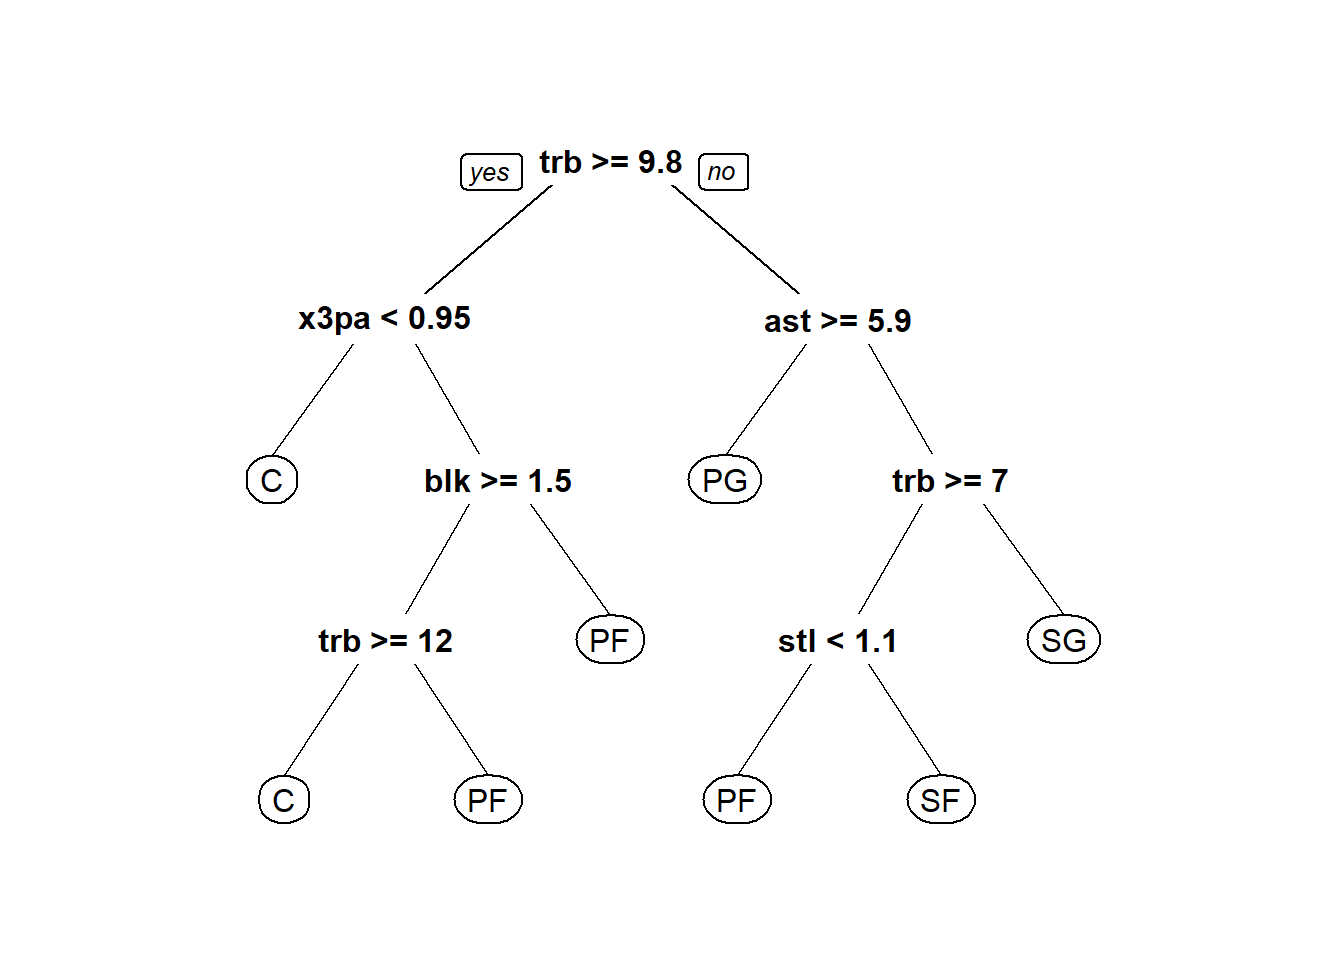 yes trb >= 9.8 no
x3pa < 0.95 ast >= 5.9
C blk >= 1.5 PG trb >= 7
trb >= 12 PF stl < 1.1 SG
C PF PF SF